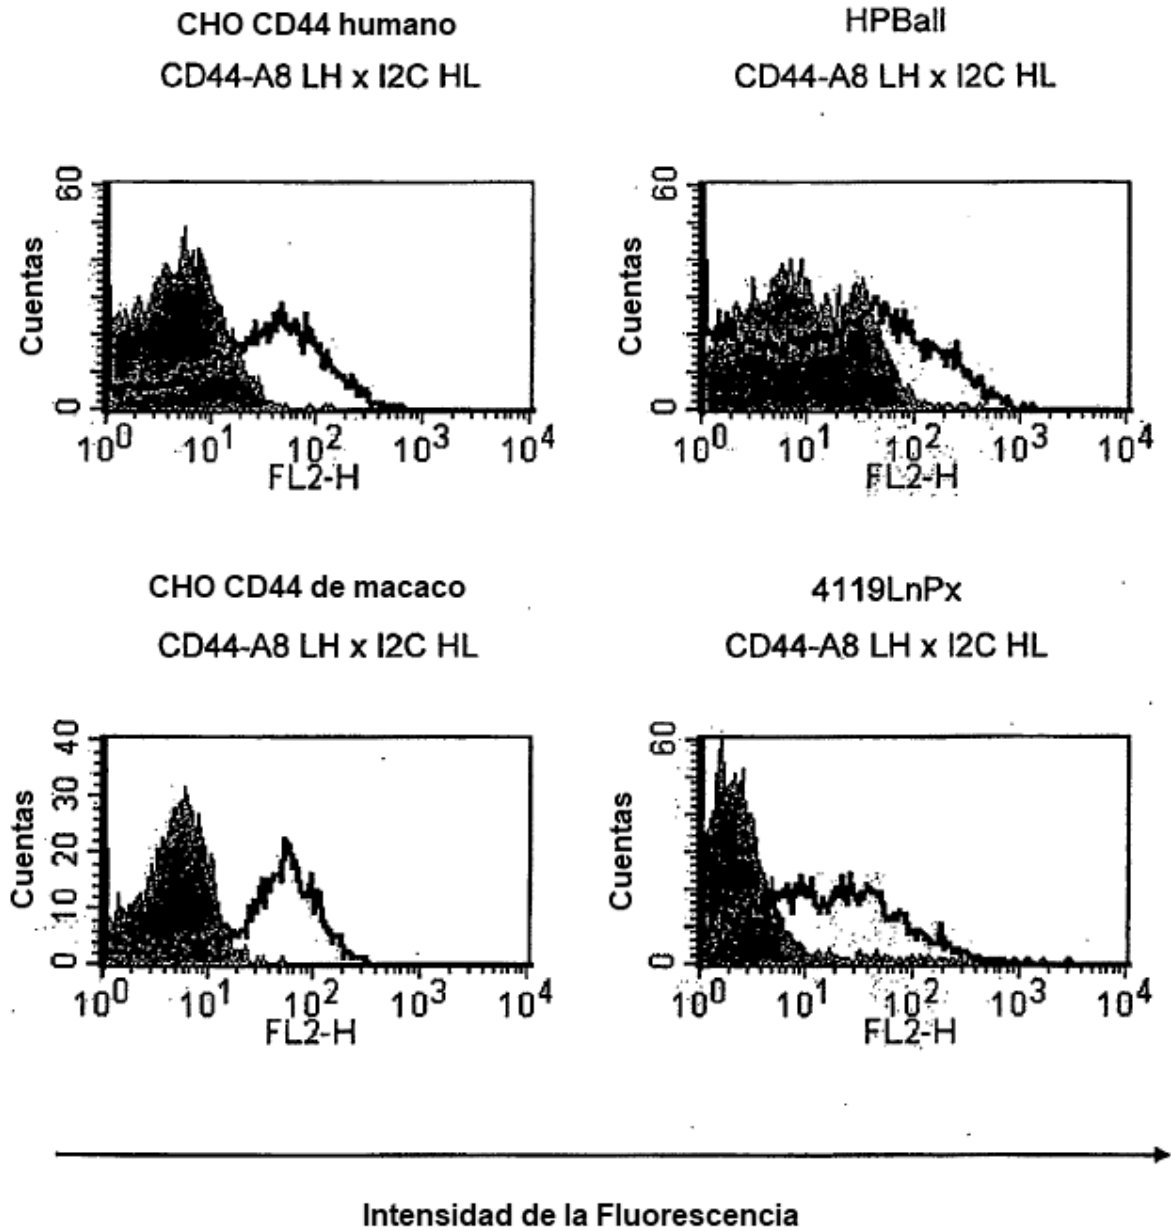 CHO CD44 humano
CD44-A8 LH x I2C HL
60
Cuentas
0
10^0 10^1 10^2 10^3 10^4
FL2-H
HPBall
CD44-A8 LH x I2C HL
60
Cuentas
0
10^0 10^1 10^2 10^3 10^4
FL2-H
CHO CD44 de macaco
CD44-A8 LH x I2C HL
40
30
20
10
0
Cuentas
10^0 10^1 10^2 10^3 10^4
FL2-H
4119LnPx
CD44-A8 LH x I2C HL
60
Cuentas
0
10^0 10^1 10^2 10^3 10^4
FL2-H
Intensidad de la Fluorescencia